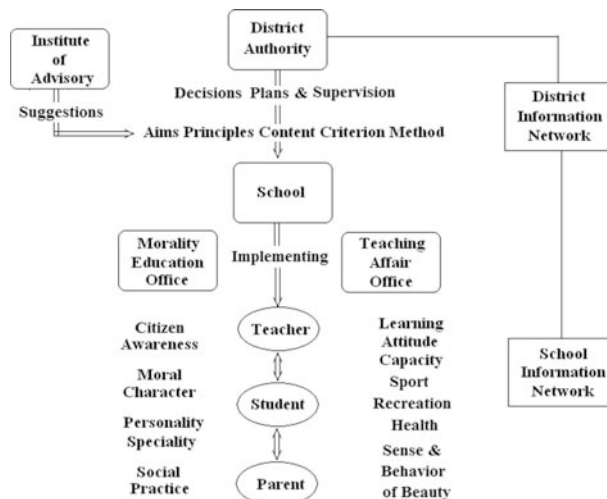 Institute
of
Advisory
District
Authority
Decisions Plans & Supervision
Suggestions
Aims Principles Content Criterion Method
District
Information
Network
School
Morality
Education
Office
Implementing
Teaching
Affair
Office
Citizen
Awareness
Teacher
Learning
Attitude
Capacity
School
Information
Network
Moral
Character
Student
Sport
Recreation
Health
Personality
Speciality
Social
Practice
Parent
Sense &
Behavior
of Beauty